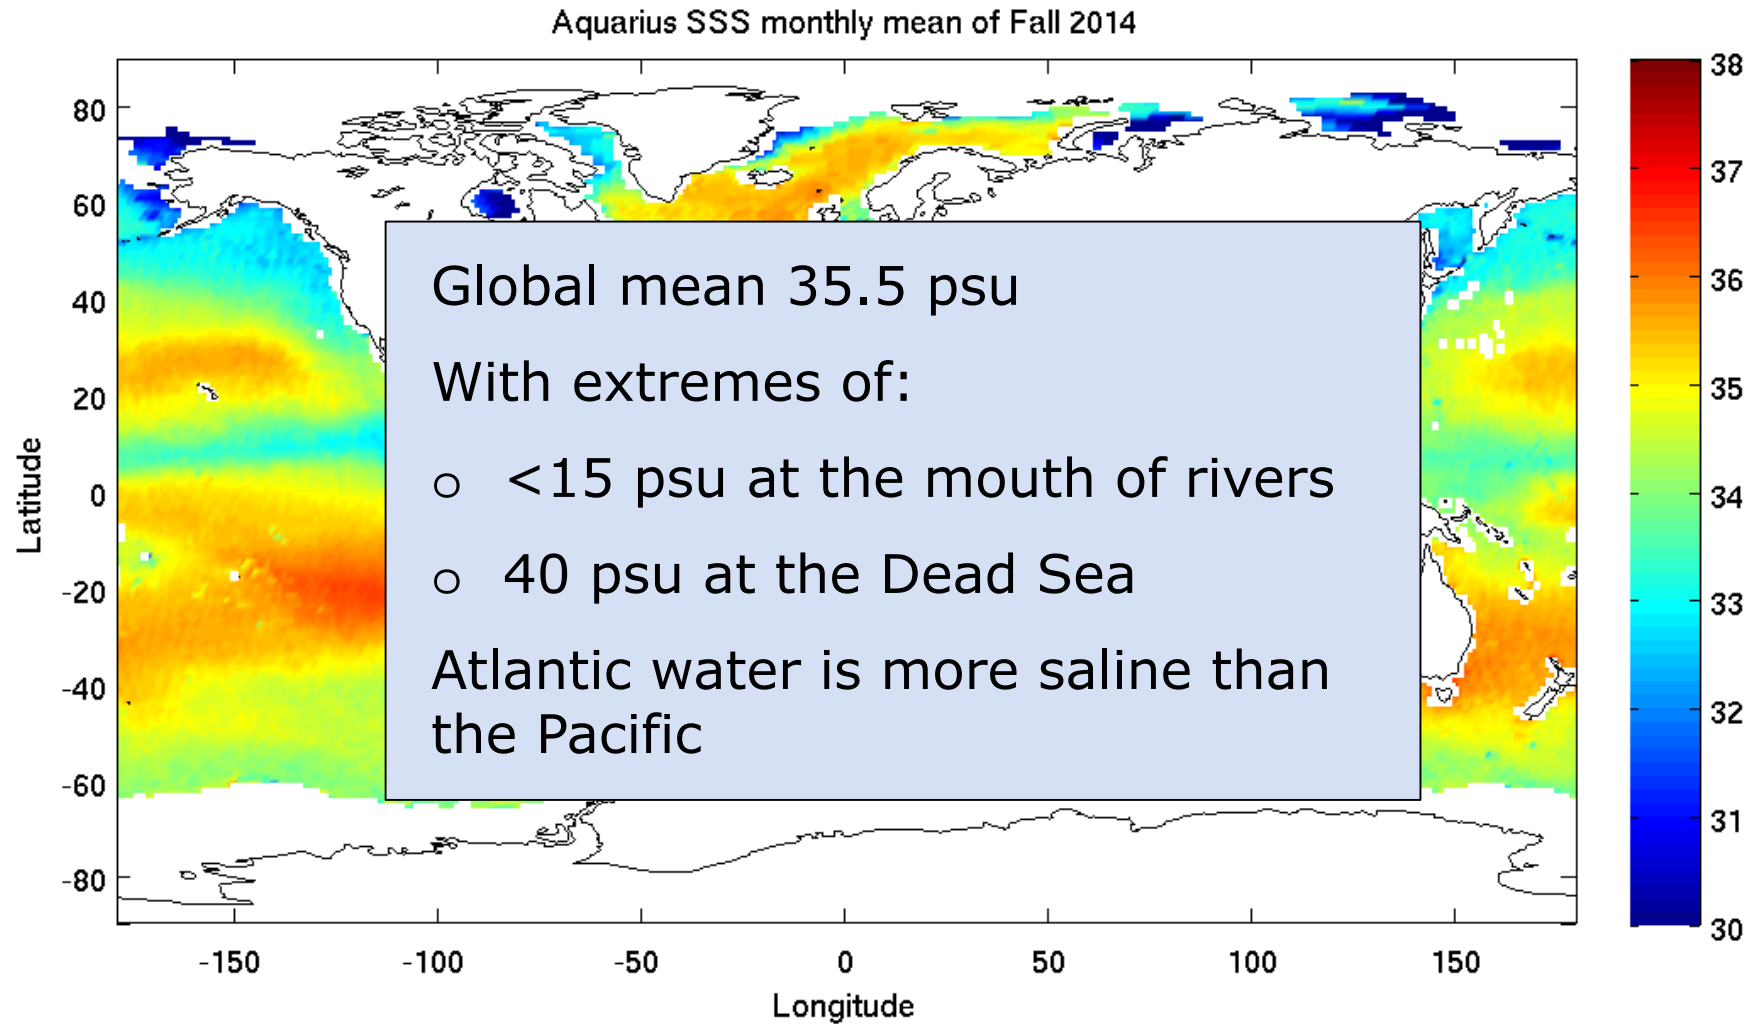 Aquarius SSS monthly mean of Fall 2014
80
60
40
20
0
-20
-40
-60
-80
Latitude
Global mean 35.5 psu
With extremes of:
o <15 psu at the mouth of rivers
o 40 psu at the Dead Sea
Atlantic water is more saline than
the Pacific
38
37
36
35
34
33
32
31
30
-150 -100 -50 0 50 100 150
Longitude